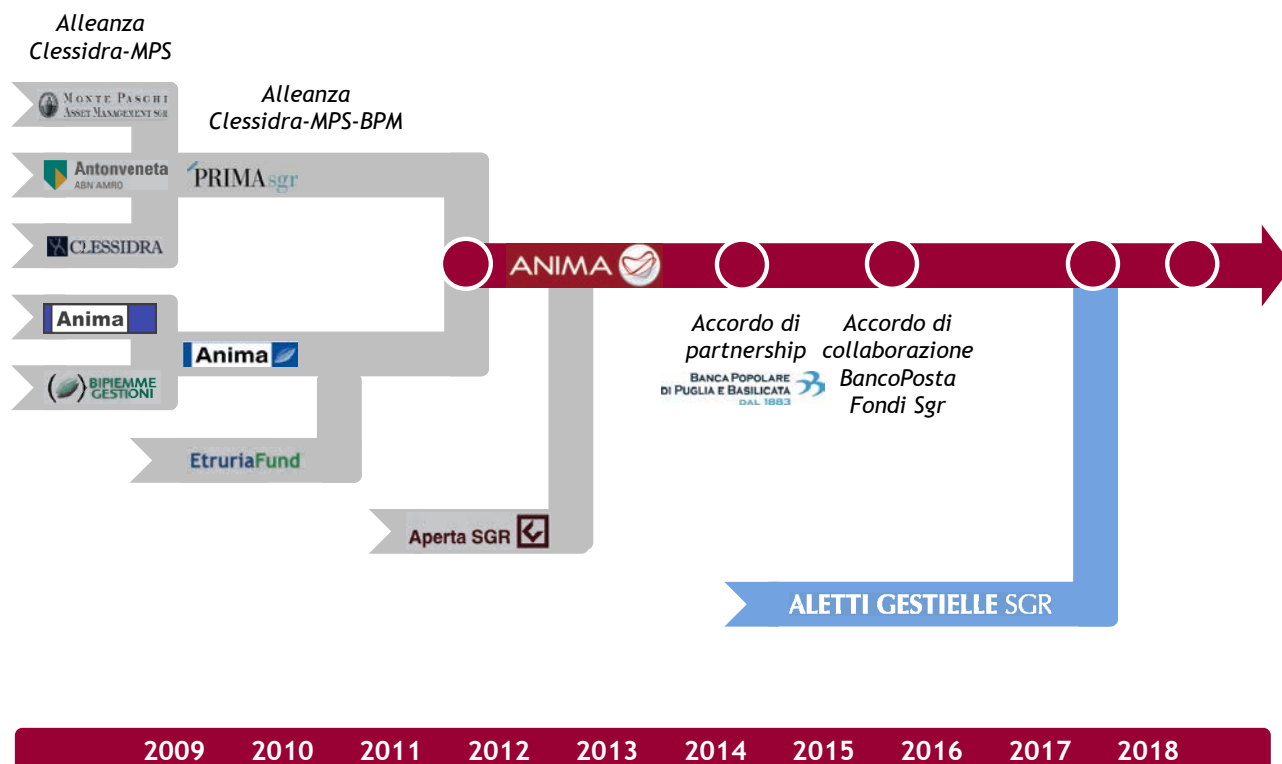 Alleanza
Clessidra-MPS
MONTE PASCHI
ASSET MANAGEMENT SGR
Alleanza
Clessidra-MPS-BPM
Antonveneta
ABN AMRO
PRIMAsgr
CLESSIDRA
ANIMA
Anima
Anima
BIPIEMME
GESTIONI
Accordo di
partnership
BANCA POPOLARE
DI PUGLIA E BASILICATA
DAL 1883
Accordo di
collaborazione
BancoPosta
Fondi Sgr
EtruriaFund
Aperta SGR
ALETTI GESTIELLE SGR
2009 2010 2011 2012 2013 2014 2015 2016 2017 2018